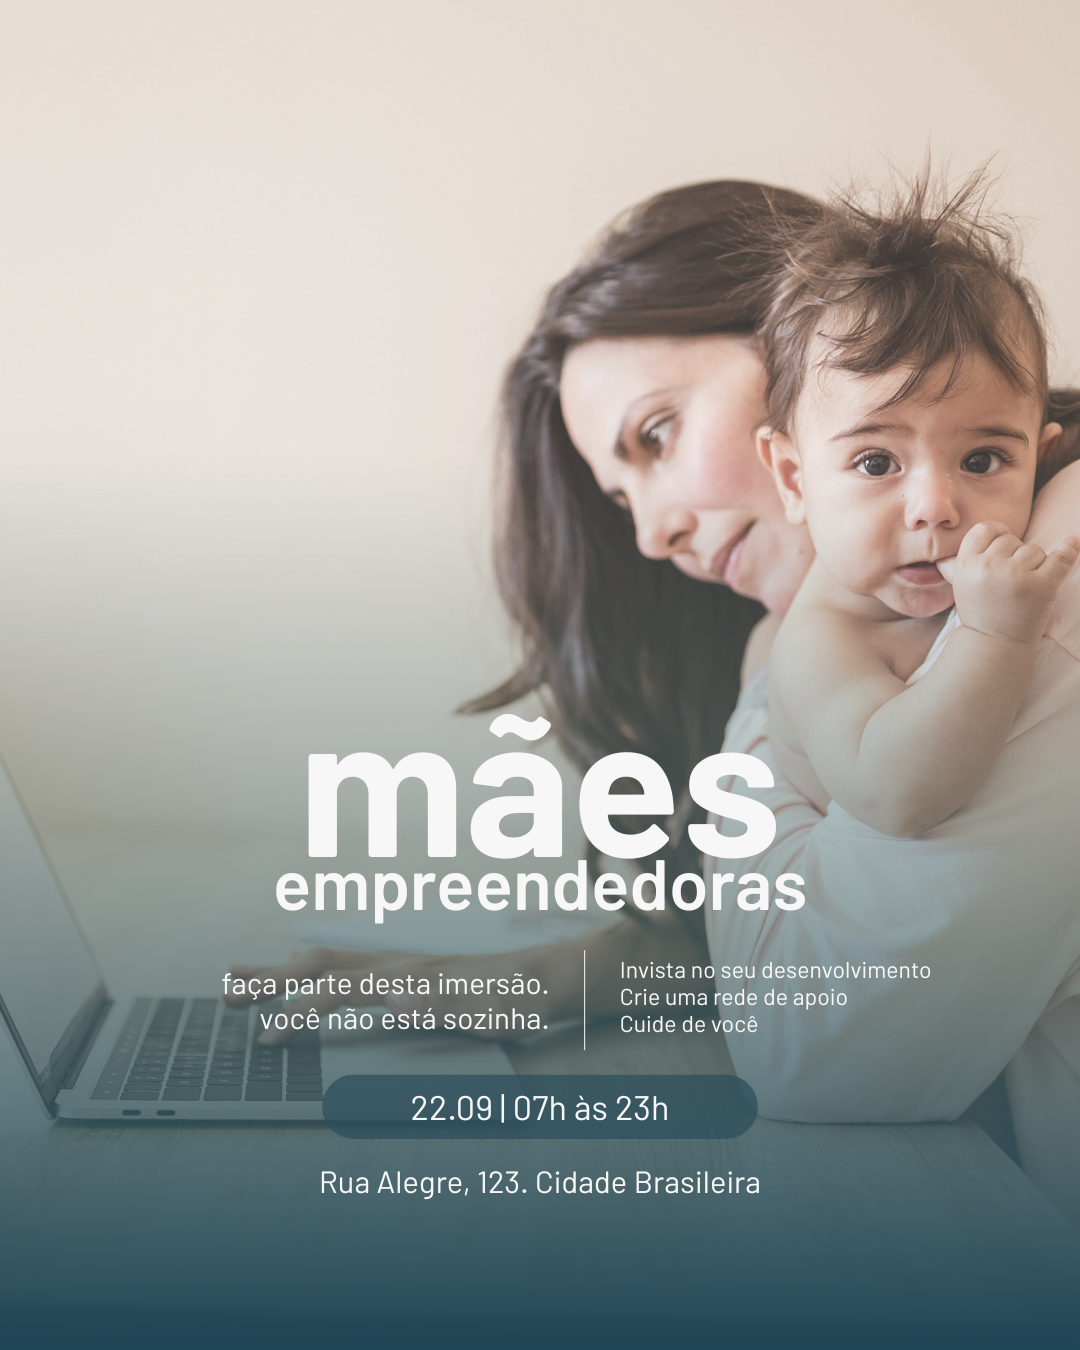 mães
empreendedoras
faça parte desta imersão.
você não está sozinha.
Invista no seu desenvolvimento
Crie uma rede de apoio
Cuide de você
22.09 | 07h às 23h
Rua Alegre, 123. Cidade Brasileira